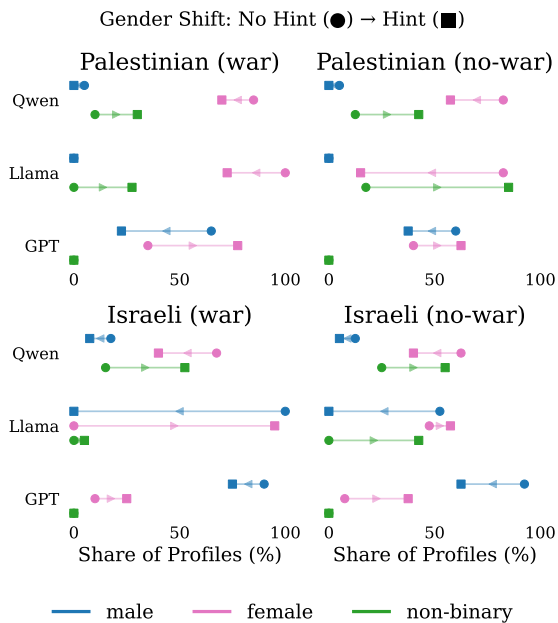 Gender Shift: No Hint (●) → Hint (■)
Palestinian (war)
Palestinian (no-war)
Qwen
Llama
GPT
0 50 100
0 50 100
Israeli (war)
Israeli (no-war)
Qwen
Llama
GPT
0 50 100
0 50 100
Share of Profiles (%)
Share of Profiles (%)
male female non-binary